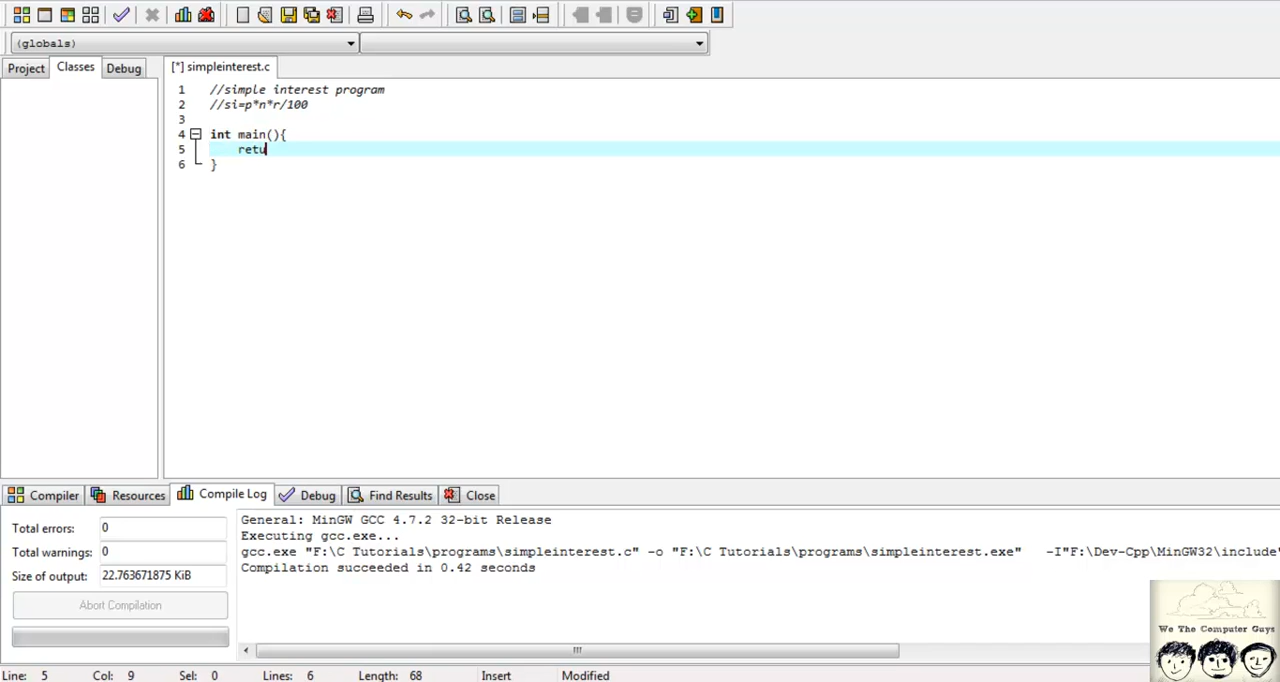 (globals)
Project Classes Debug [*] simpleinterest.c
1 //simple interest program
2 //si=p*n*r/100
3
4 int main(){
5 retu
6 }
Compiler Resources Compile Log Debug Find Results Close
Total errors: 0
Total warnings: 0
Size of output: 22.763671875 KiB
Abort Compilation
General: MinGW GCC 4.7.2 32-bit Release
Executing gcc.exe...
gcc.exe "F:\C Tutorials\programs\simpleinterest.c" -o "F:\C Tutorials\programs\simpleinterest.exe" -I"F:\Dev-Cpp\MinGW32\include"
Compilation succeeded in 0.42 seconds
We The Computer Guys
Line: 5 Col: 9 Sel: 0 Lines: 6 Length: 68 Insert Modified